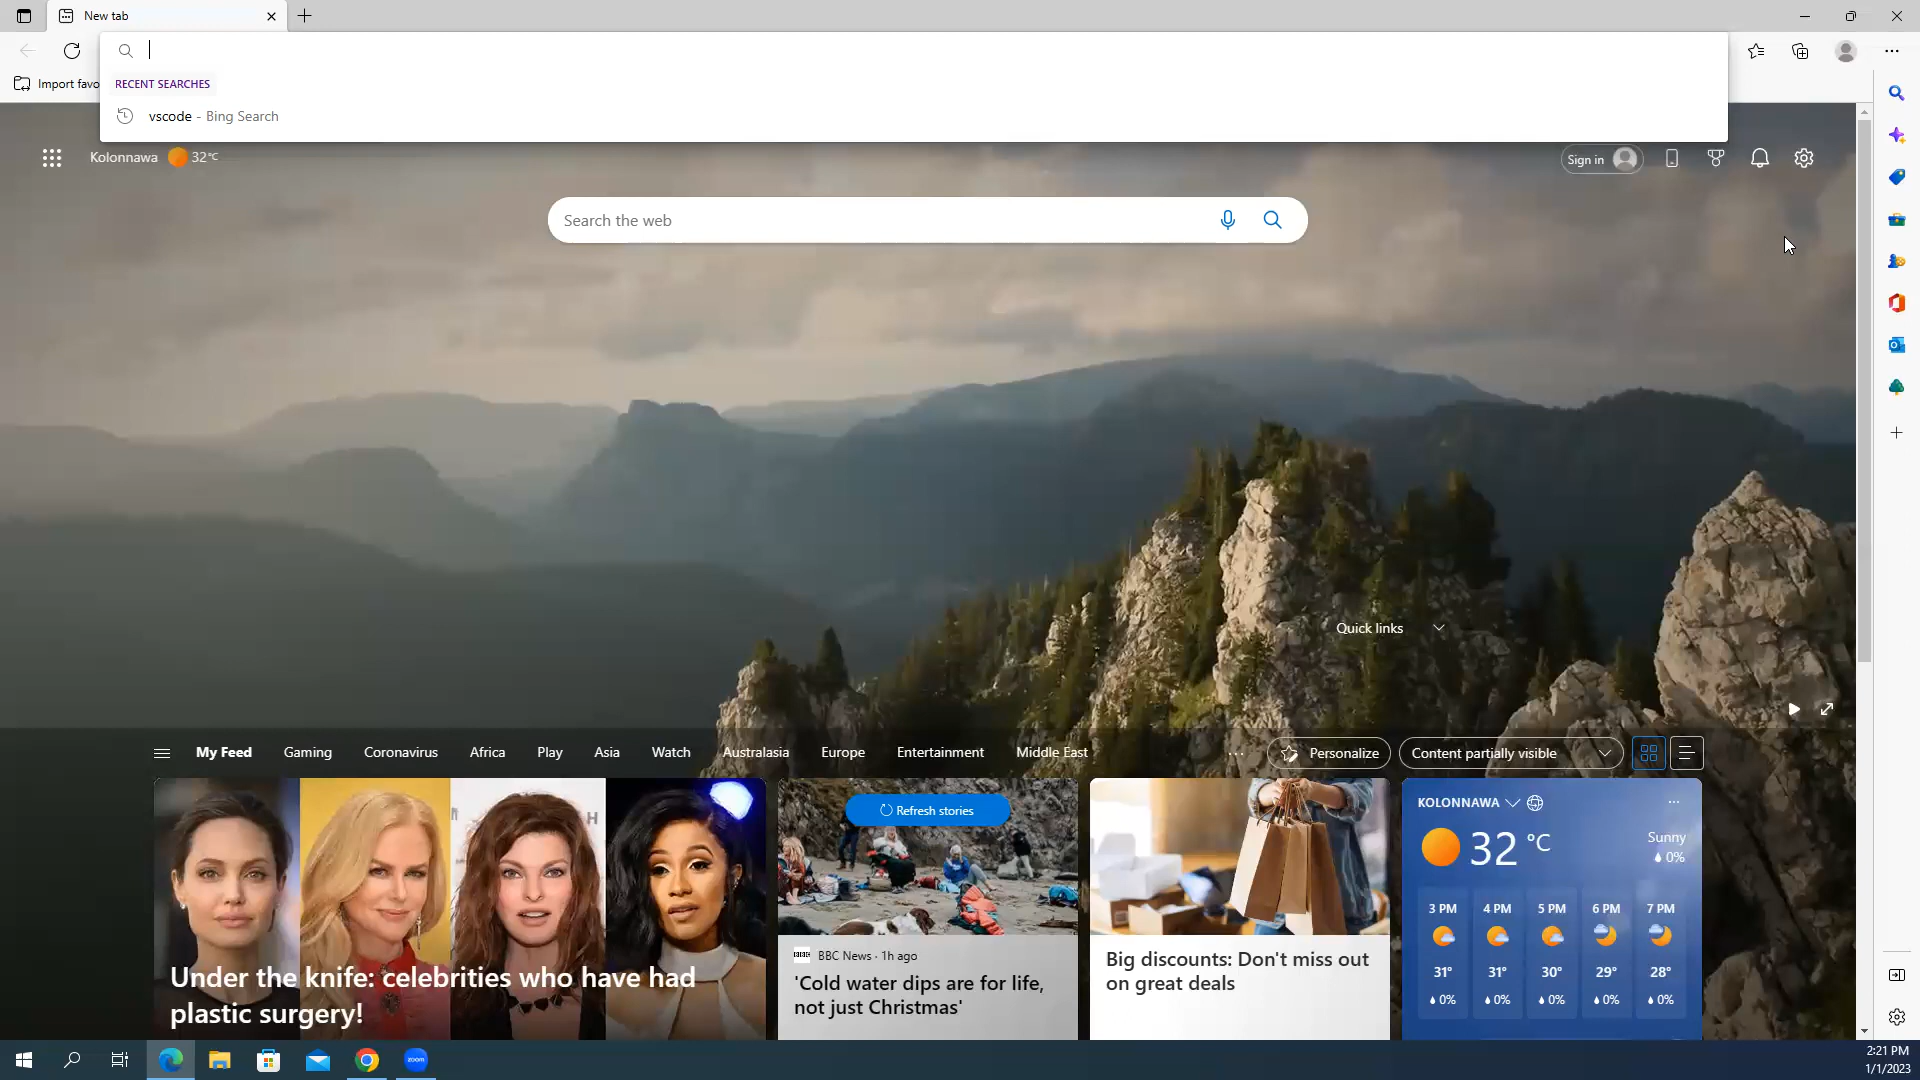 New tab
RECENT SEARCHES
Import favo
vscode - Bing Search
Kolonnawa 32°C
Sign in
Search the web
Quick links
My Feed Gaming Coronavirus Africa Play Asia Watch Australasia Europe Entertainment Middle East ... Personalize Content partially visible
Refresh stories
Under the knife: celebrities who have had
plastic surgery!
BBC News · 1h ago
'Cold water dips are for life,
not just Christmas'
Big discounts: Don't miss out
on great deals
KOLONNAWA
32 °C
Sunny
0%
3 PM 4 PM 5 PM 6 PM 7 PM
31° 31° 30° 29° 28°
0% 0% 0% 0% 0%
zoom
2:21 PM
1/1/2023